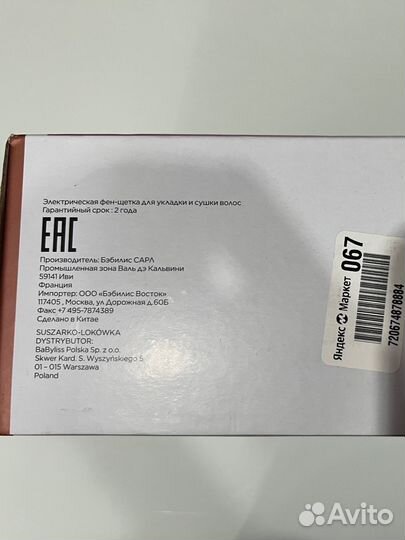 Электрическая фен-щетка для укладки и сушки волос
Гарантийный срок : 2 года
EAC
Производитель: Бэбилис САРЛ
Промышленная зона Валь дэ Кальвини
59141 Иви
Франция
Импортер: ООО «Бэбилис Восток»
117405 , Москва, ул Дорожная д.60Б
Факс +7 495-7874389
Сделано в Китае
SUSZARKO-LOKÓWKA
DYSTRYBUTOR:
BaByliss Polska Sp. z o.o.
Skwer Kard. S. Wyszyńskiego 5
01 - 015 Warszawa
Poland
Яндекс Маркет 067
720674878884
Avito